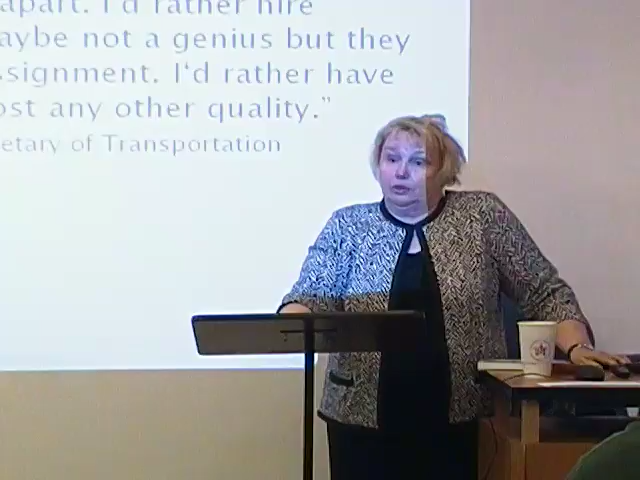 apart. I'd rather hire
aybe not a genius but they
ssignment. I'd rather have
ost any other quality."
etary of Transportation